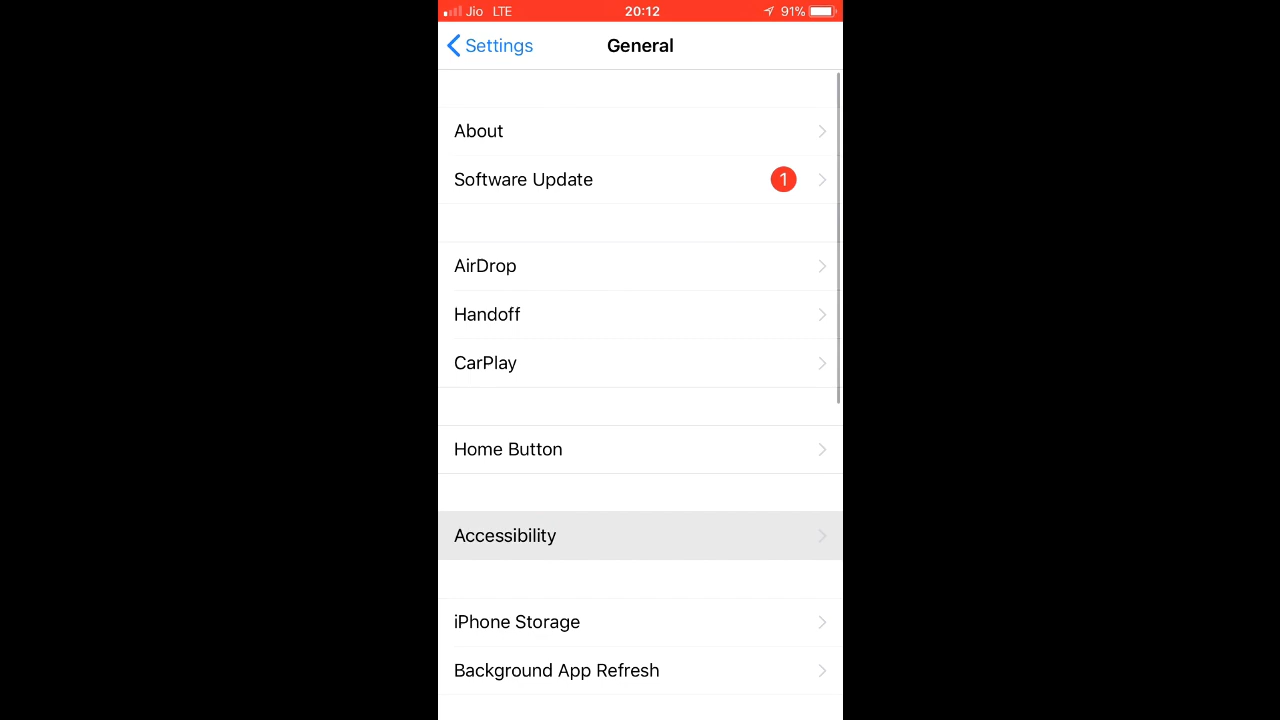 Jio LTE 20:12 91%
Settings General
About
Software Update 1
AirDrop
Handoff
CarPlay
Home Button
Accessibility
iPhone Storage
Background App Refresh